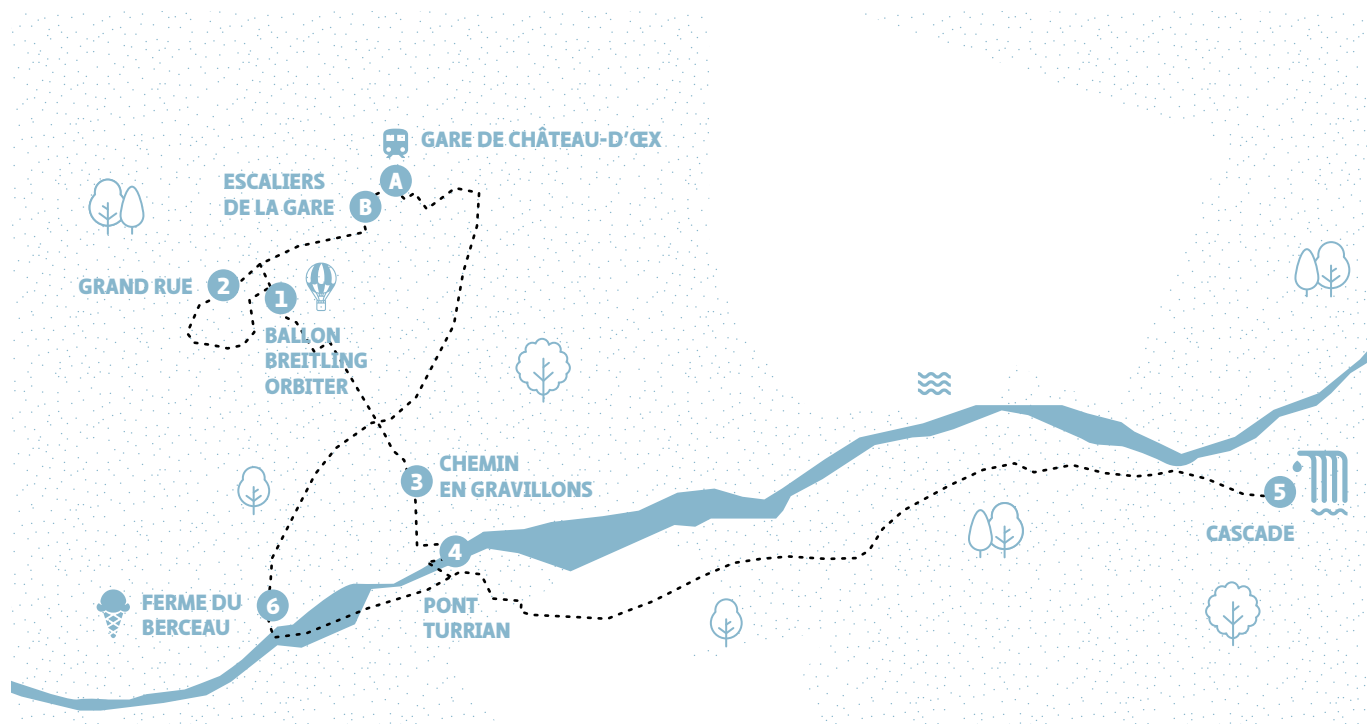 GARE DE CHÂTEAU-D’ŒX
A
ESCALIERS
DE LA GARE
B
GRAND RUE
2
1
BALLON
BREITLING
ORBITER
3
CHEMIN
EN GRAVILLONS
4
PONT
TURRIAN
5
CASCADE
FERME DU
BERCEAU
6